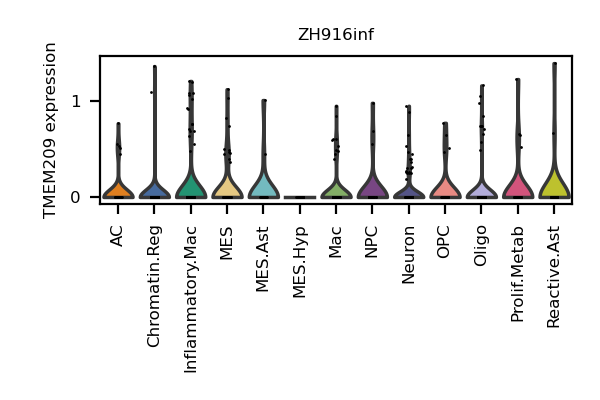 ZH916inf
TMEM209 expression
1
0
AC
Chromatin.Reg
Inflammatory.Mac
MES
MES.Ast
MES.Hyp
Mac
NPC
Neuron
OPC
Oligo
Prolif.Metab
Reactive.Ast